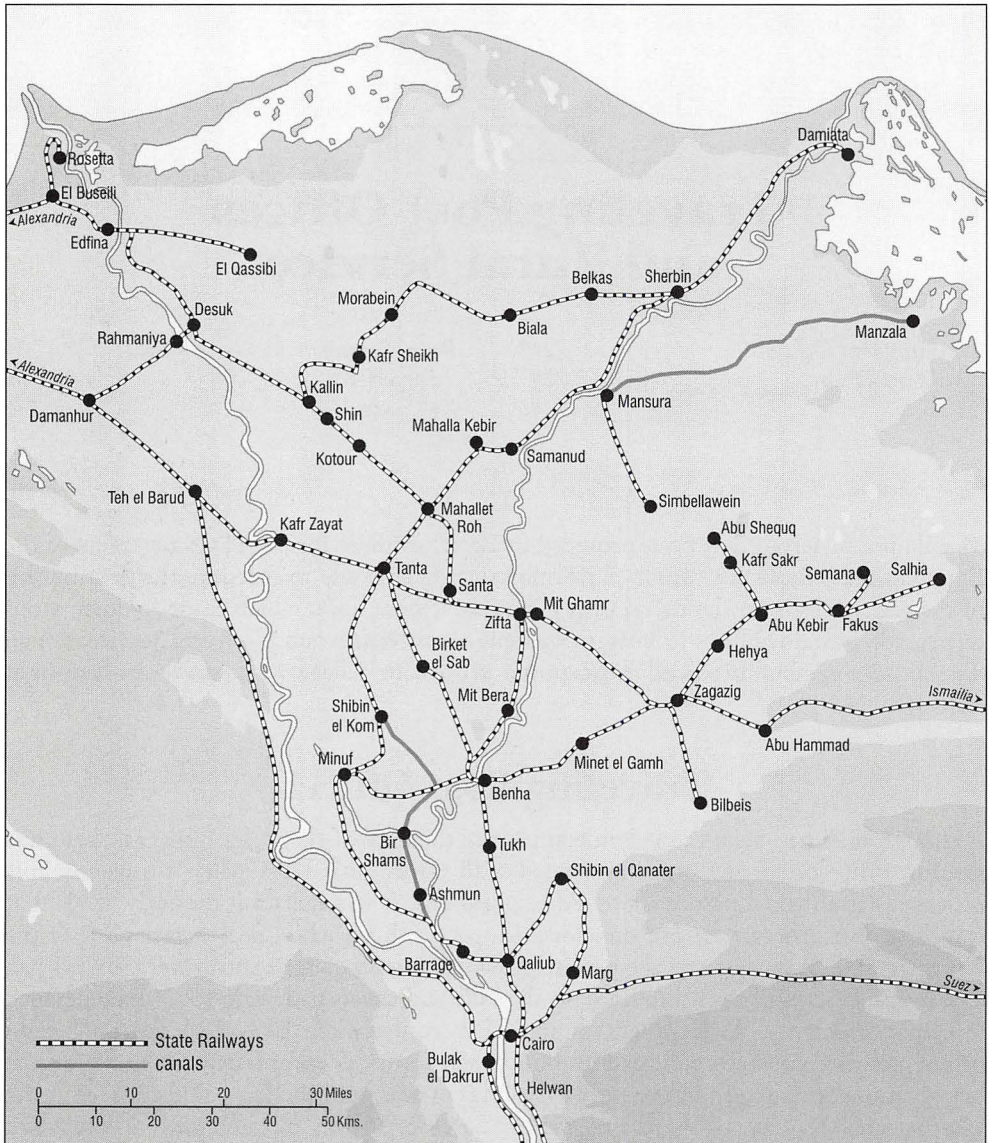 Damiata
Rosetta
El Buseili
Alexandria
Edfina
El Qassibi
Belkas
Sherbin
Morabein
Desuk
Biala
Manzala
Rahmaniya
Kafr Sheikh
Alexandria
Kallin
Damanhur
Shin
Mansura
Mahalla Kebir
Kotour
Samanud
Teh el Barud
Simbellawein
Mahallet
Roh
Kafr Zayat
Abu Shequq
Kafr Sakr
Tanta
Semana
Salhia
Santa
Mit Ghamr
Zifta
Abu Kebir
Fakus
Birket
el Sab
Hehya
Mit Bera
Zagazig
Ismailia
Shibin
el Kom
Abu Hammad
Minuf
Minet el Gamh
Benha
Bilbeis
Bir
Shams
Tukh
Shibin el Qanater
Ashmun
Barrage
Qaliub
Marg
Suez
State Railways
Cairo
canals
Bulak
el Dakrur
Helwan
0 10 20 30 Miles
0 10 20 30 40 50 Kms.